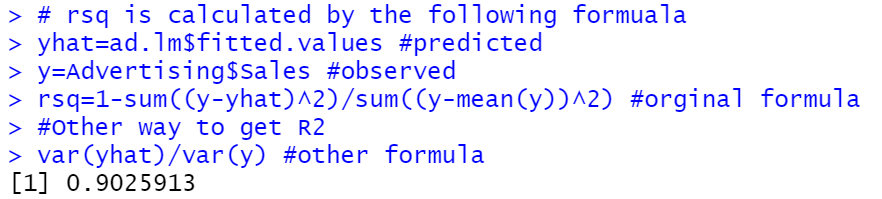 > # rsq is calculated by the following formuala
> yhat=ad.lm$fitted.values #predicted
> y=Advertising$Sales #observed
> rsq=1-sum((y-yhat)^2)/sum((y-mean(y))^2) #orginal formula
> #Other way to get R2
> var(yhat)/var(y) #other formula
[1] 0.9025913